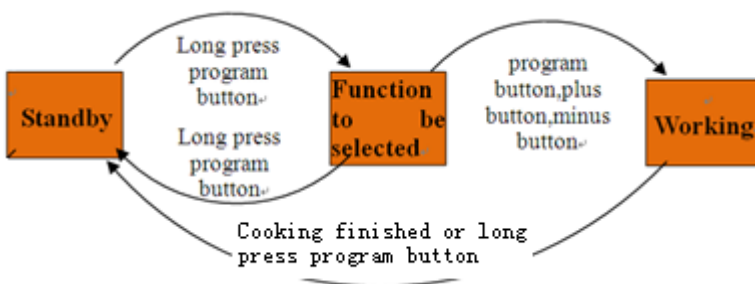 Long press
program
button
Standby
Long press
program
button
Function
to be
selected
program
button,plus
button,minus
button
Working
Cooking finished or long
press program button